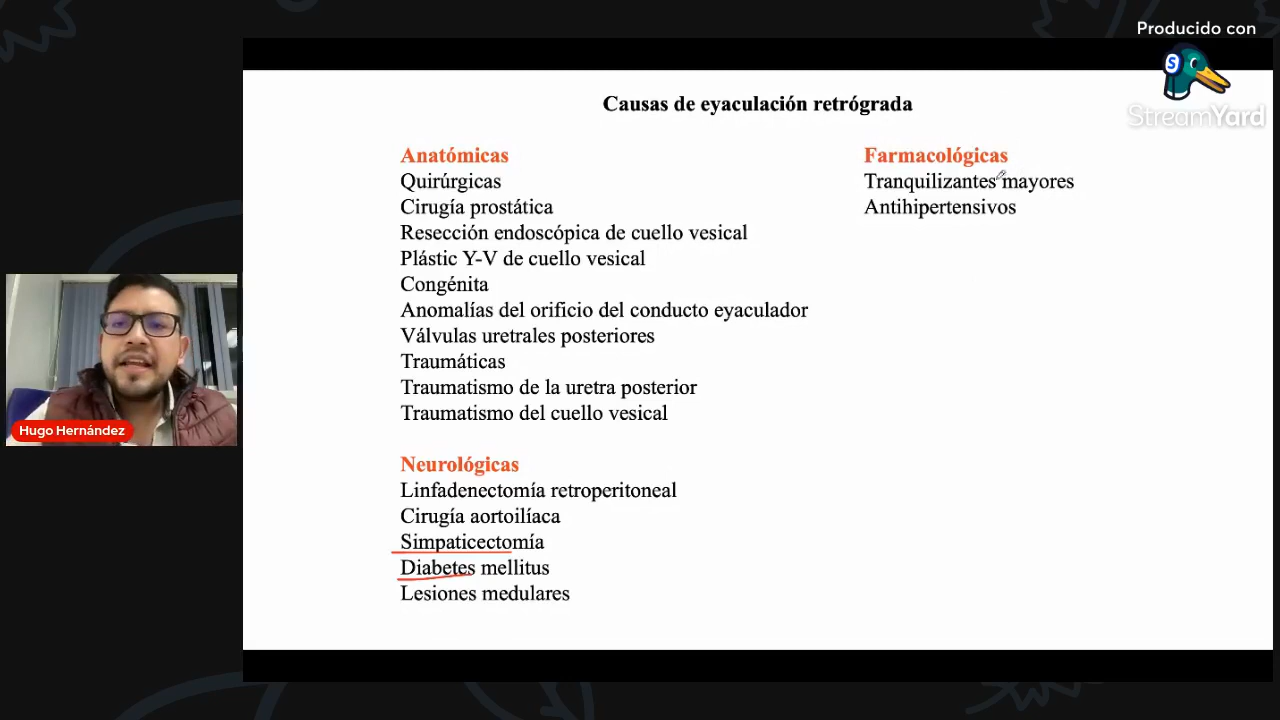 Producido con
StreamYard
Causas de eyaculación retrógrada
Anatómicas
Quirúrgicas
Cirugía prostática
Resección endoscópica de cuello vesical
Plástic Y-V de cuello vesical
Congénita
Anomalías del orificio del conducto eyaculador
Válvulas uretrales posteriores
Traumáticas
Traumatismo de la uretra posterior
Traumatismo del cuello vesical
Neurológicas
Linfadenectomía retroperitoneal
Cirugía aortoilíaca
Simpaticectomía
Diabetes mellitus
Lesiones medulares
Farmacológicas
Tranquilizantes mayores
Antihipertensivos
Hugo Hernández